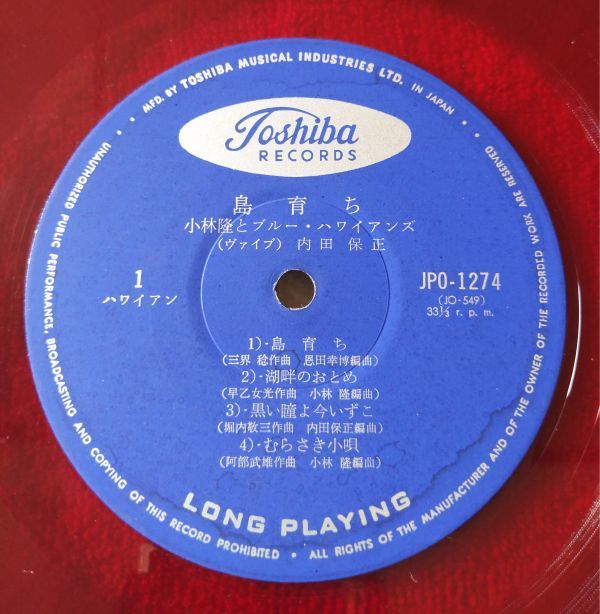 MFD. BY TOSHIBA MUSICAL INDUSTRIES LTD. IN JAPAN
Toshiba
RECORDS
島育ち
小林隆とブルー・ハワイアンズ
(ヴァイブ) 内田保正
1
ハワイアン
JPO-1274
(JO-549)
33⅓ r. p. m.
1)・島育ち
(三界 稔作曲 恩田幸博編曲)
2)・湖畔のおとめ
(早乙女光作曲 小林 隆編曲)
3)・黒い瞳よ今いずこ
(堀内敬三作曲 内田保正編曲)
4)・むらさき小唄
(阿部武雄作曲 小林 隆編曲)
LONG PLAYING
UNAUTHORIZED PUBLIC PERFORMANCE, BROADCASTING AND COPYING OF THIS RECORD PROHIBITED • ALL RIGHTS OF THE MANUFACTURER AND OF THE OWNER OF THE RECORDED WORK ARE RESERVED.